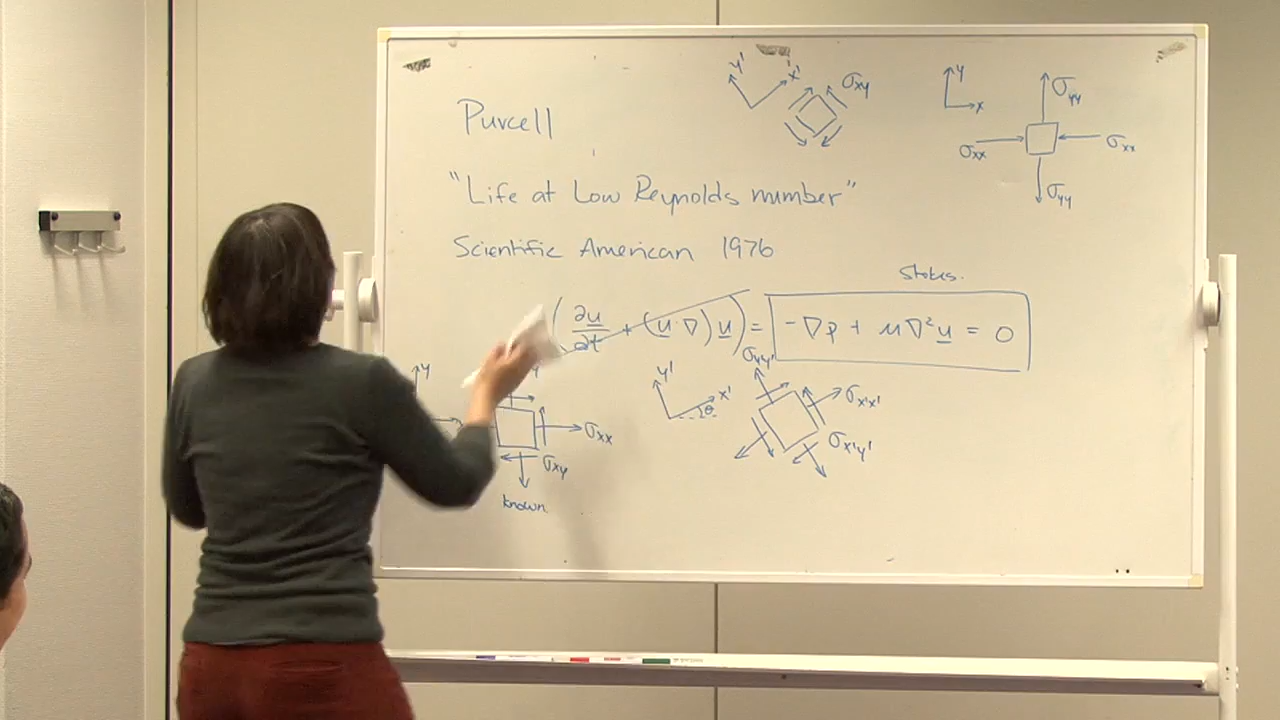 y' x' σxy
y x σyy σxx σxx σyy
Purcell
"Life at Low Reynolds number"
Scientific American 1976
Stokes.
( ∂u/∂t + (u·∇)u ) = -∇p + μ∇²u = 0
y σxx σxy
known
y' x' θ σy'y' σx'x' σx'y'